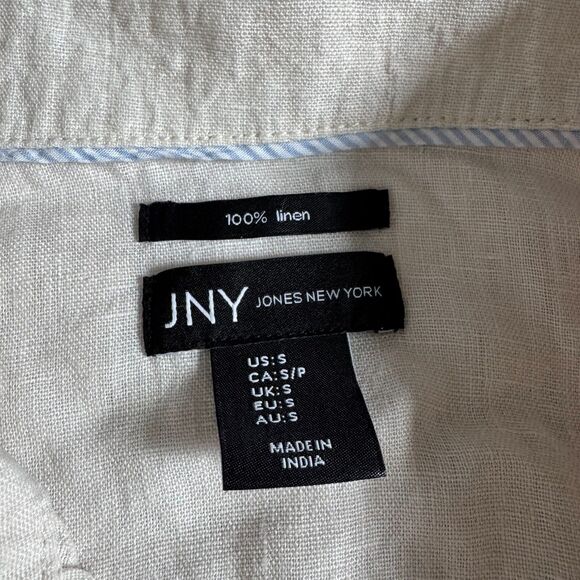 100% linen
JNY JONES NEW YORK
US:S
CA:S/P
UK:S
EU:S
AU:S
MADE IN
INDIA